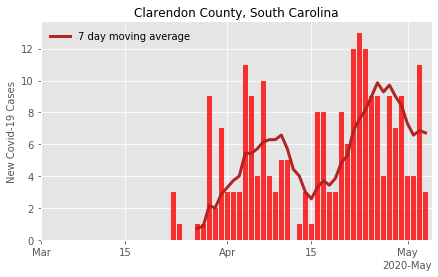 Clarendon County, South Carolina
7 day moving average
New Covid-19 Cases
12
10
8
6
4
2
0
Mar 15 Apr 15 May
2020-May